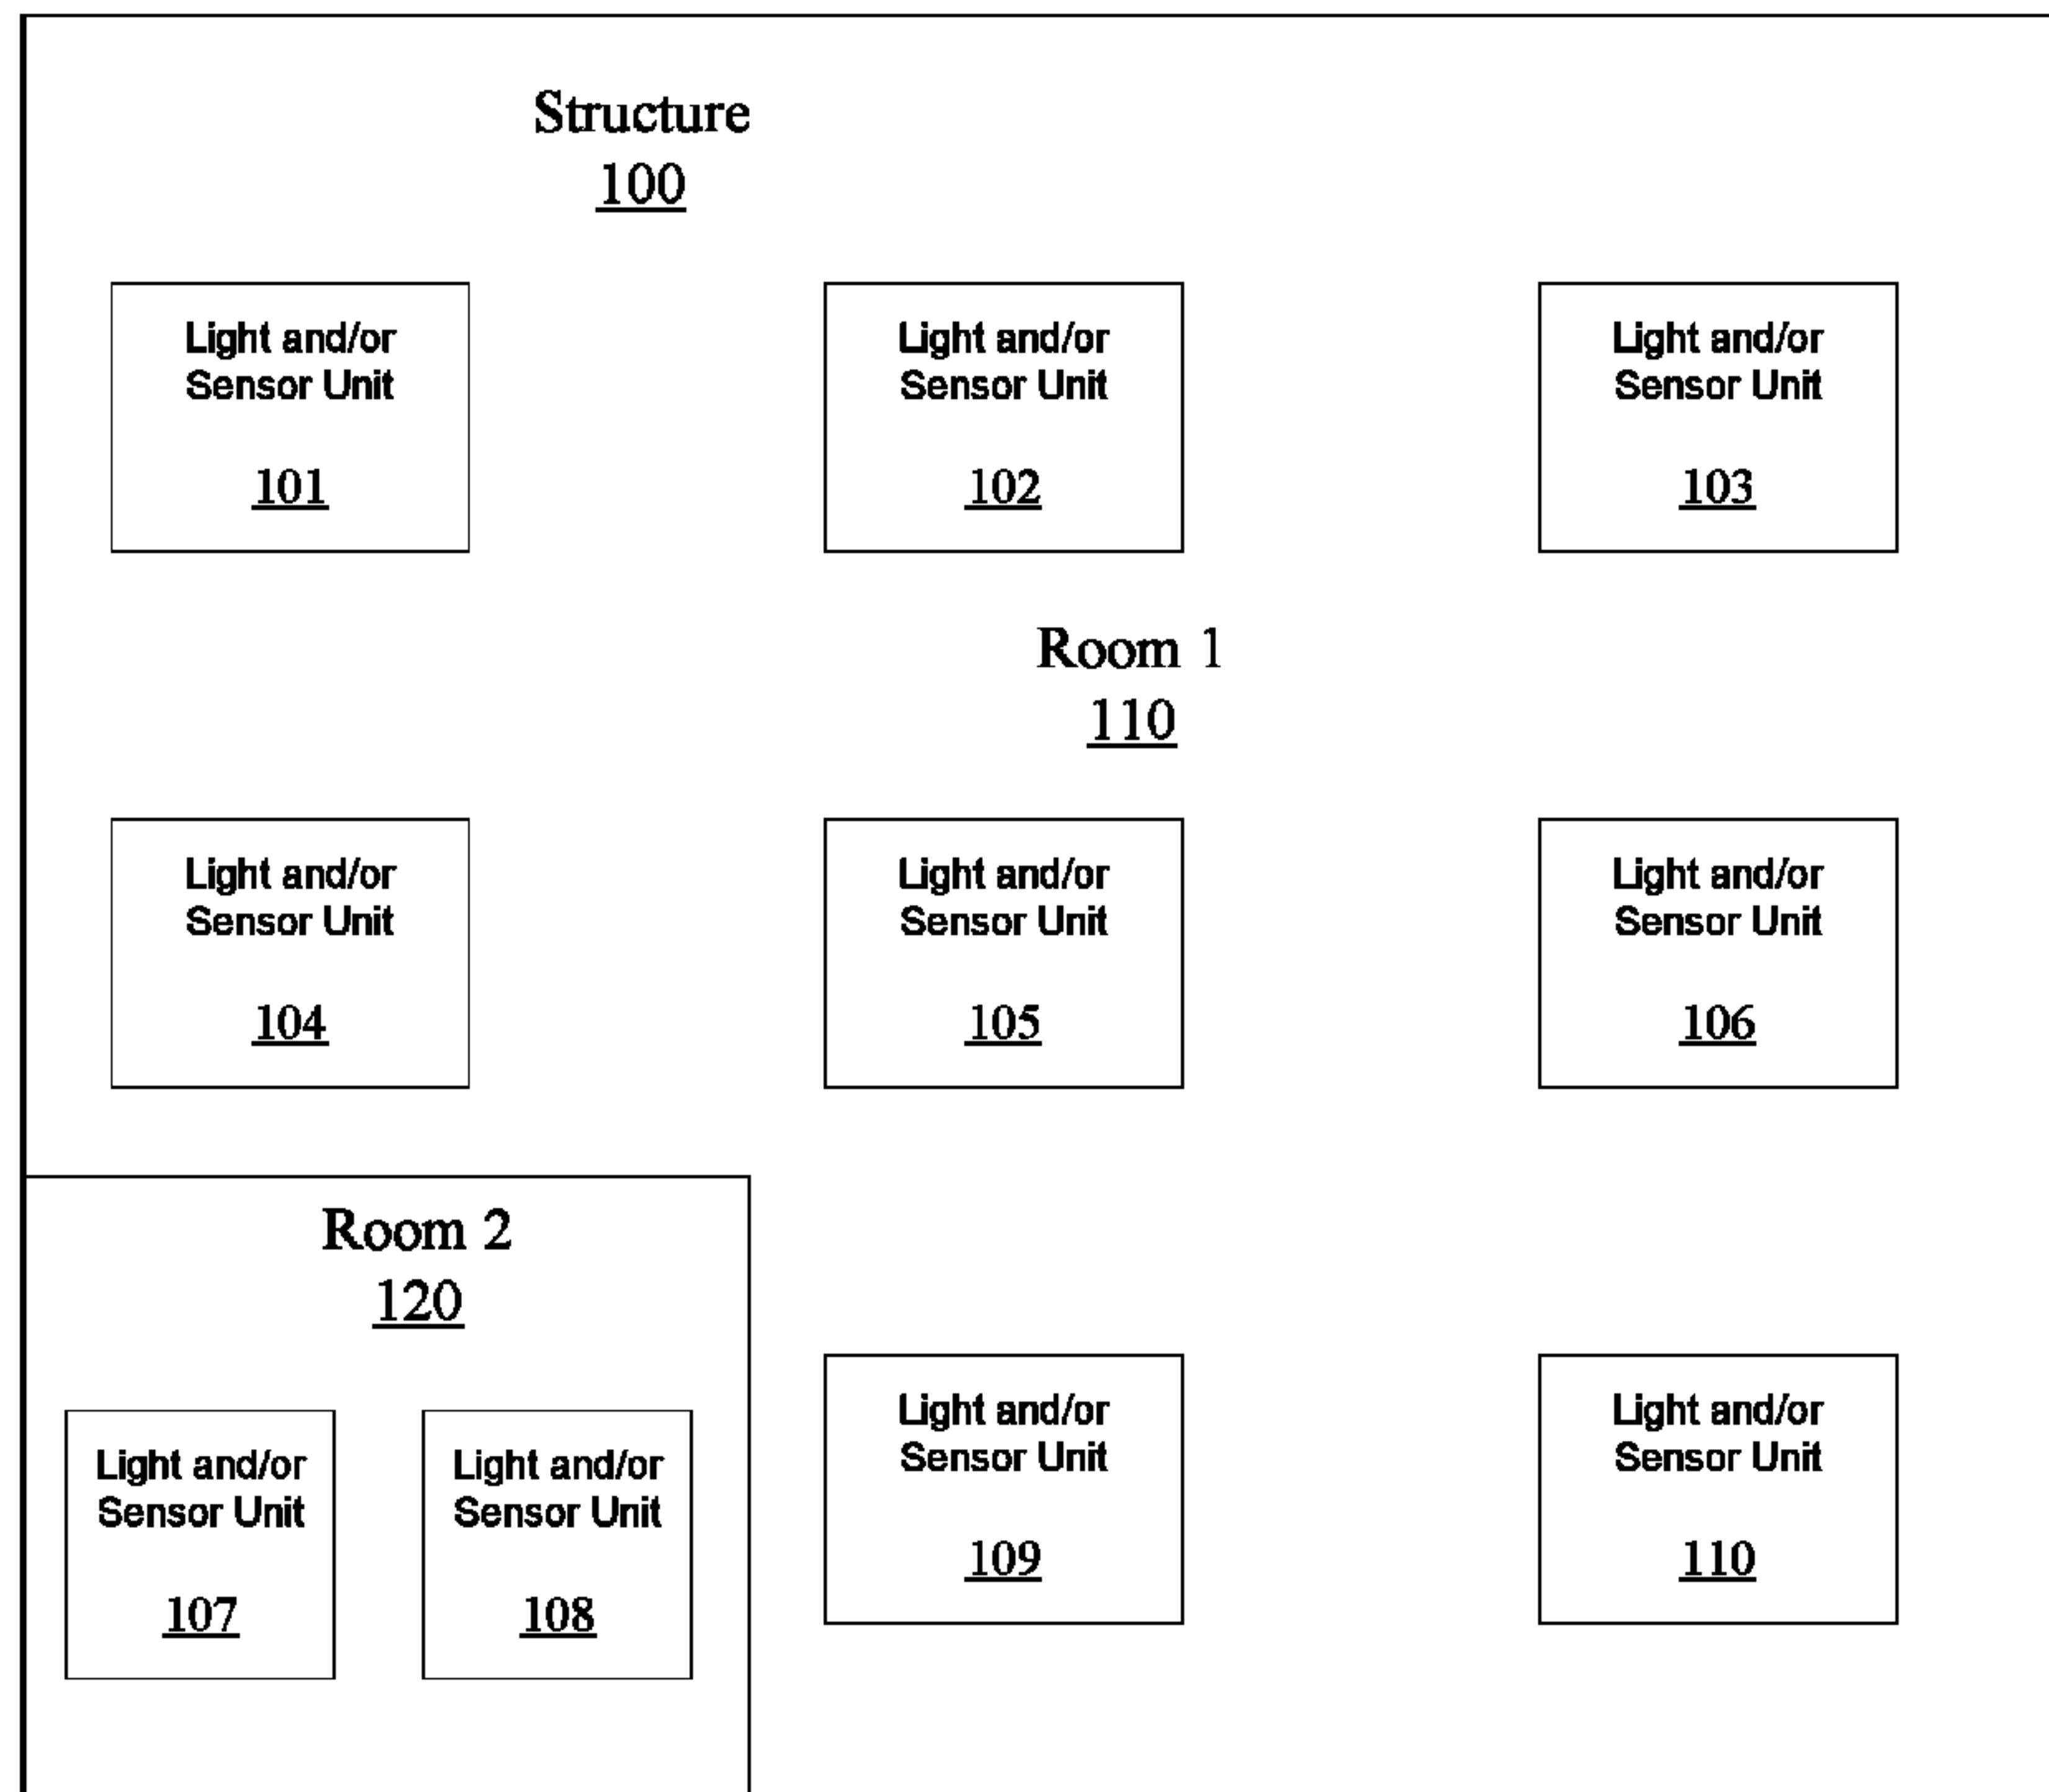 Structure
100
Light and/or
Sensor Unit
101
Light and/or
Sensor Unit
102
Light and/or
Sensor Unit
103
Room 1
110
Light and/or
Sensor Unit
104
Light and/or
Sensor Unit
105
Light and/or
Sensor Unit
106
Room 2
120
Light and/or
Sensor Unit
107
Light and/or
Sensor Unit
108
Light and/or
Sensor Unit
109
Light and/or
Sensor Unit
110